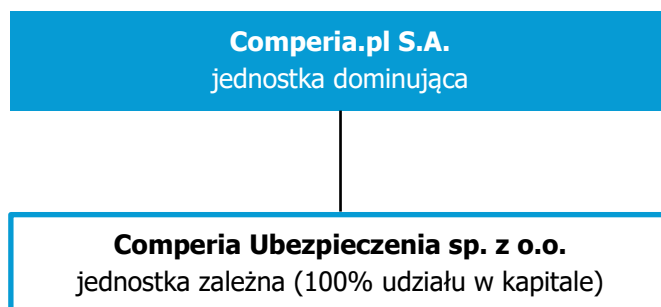 Comperia.pl S.A.
jednostka dominująca
Comperia Ubezpieczenia sp. z o.o.
jednostka zależna (100% udziału w kapitale)